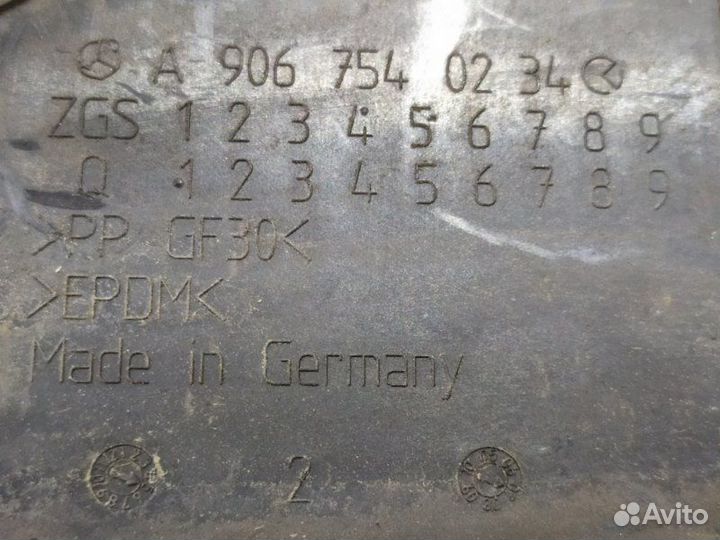 A 906 754 02 34
ZGS 1 2 3 4 5 6 7 8 9
Q 1 2 3 4 5 6 7 8 9
>PP GF30<
>EPDM<
Made in Germany
2
Avito